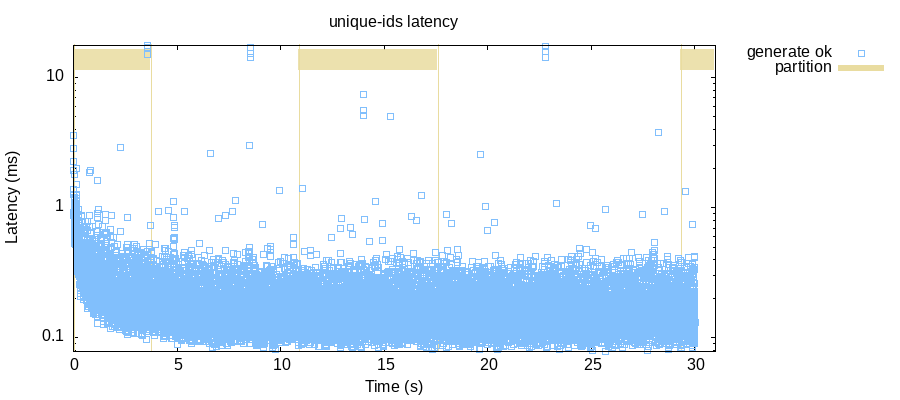 unique-ids latency
generate ok
partition
10
1
0.1
Latency (ms)
0 5 10 15 20 25 30
Time (s)